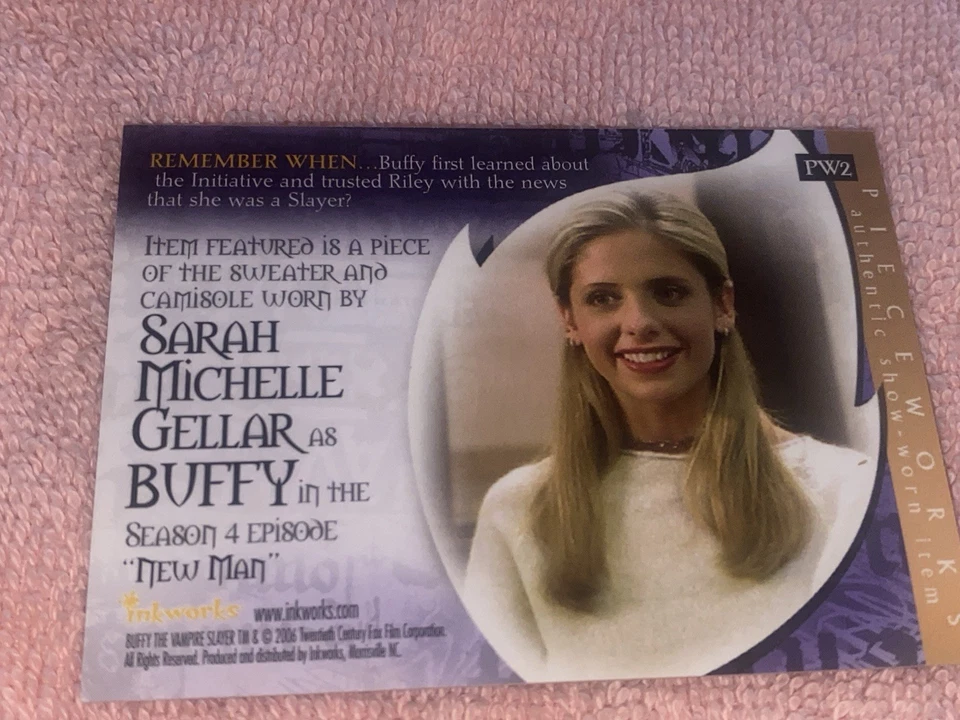 REMEMBER WHEN...Buffy first learned about
the Initiative and trusted Riley with the news
that she was a Slayer?
PW2
ITEM FEATURED IS A PIECE
OF THE SWEATER AND
CAMISOLE WORN BY
SARAH
MICHELLE
GELLAR AS
BUFFY IN THE
SEASON 4 EPISODE
"NEW MAN"
inkworks www.inkworks.com
BUFFY THE VAMPIRE SLAYER TM & © 2006 Twentieth Century Fox Film Corporation.
All Rights Reserved. Produced and distributed by Inkworks, Morrisville NC.
PIECEWORKS
authentic show-worn item